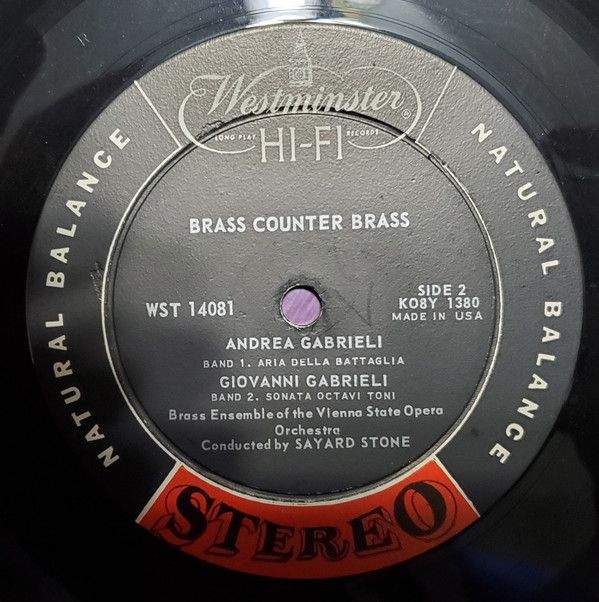 Westminster®
LONG PLAY RECORDS
HI-FI
NATURAL BALANCE
NATURAL BALANCE
BRASS COUNTER BRASS
WST 14081
SIDE 2
KO8Y 1380
MADE IN USA
ANDREA GABRIELI
BAND 1. ARIA DELLA BATTAGLIA
GIOVANNI GABRIELI
BAND 2. SONATA OCTAVI TONI
Brass Ensemble of the Vienna State Opera
Orchestra
Conducted by SAYARD STONE
STEREO